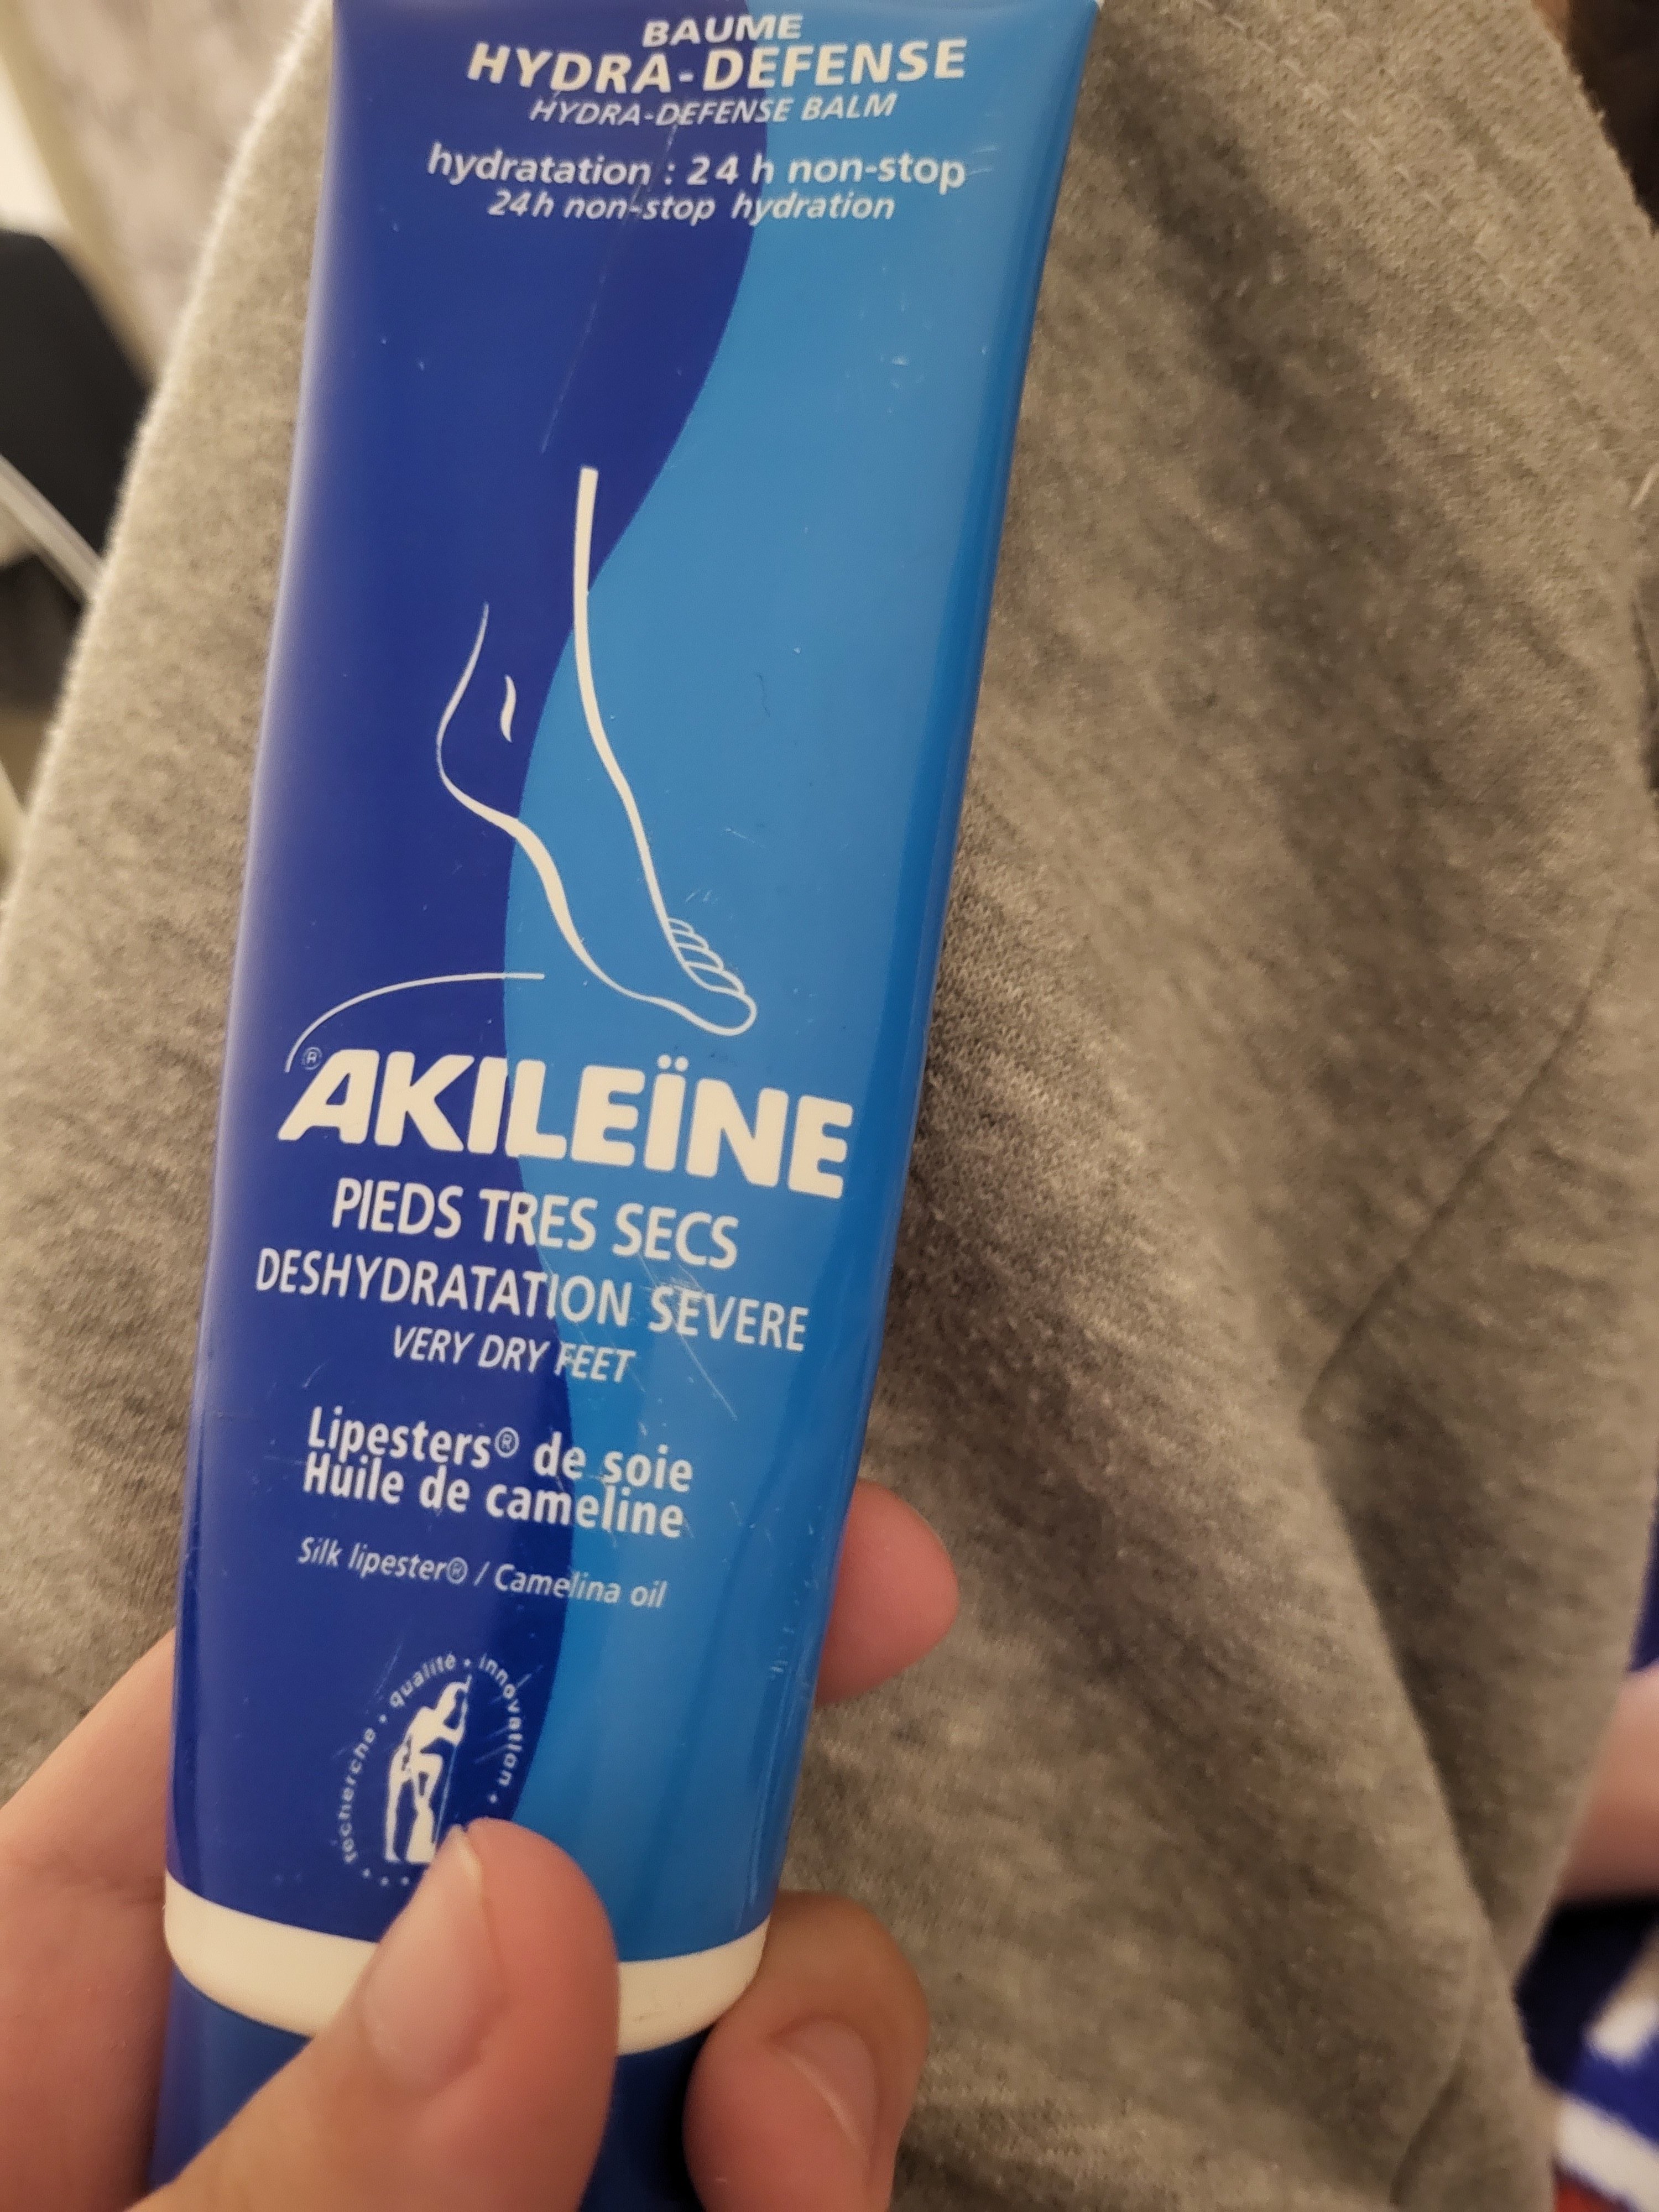 BAUME
HYDRA-DEFENSE
HYDRA-DEFENSE BALM
hydratation : 24 h non-stop
24h non-stop hydration
® AKILEÏNE
PIEDS TRES SECS
DESHYDRATATION SEVERE
VERY DRY FEET
Lipesters® de soie
Huile de cameline
Silk lipester® / Camelina oil
recherche • qualité • innovation •